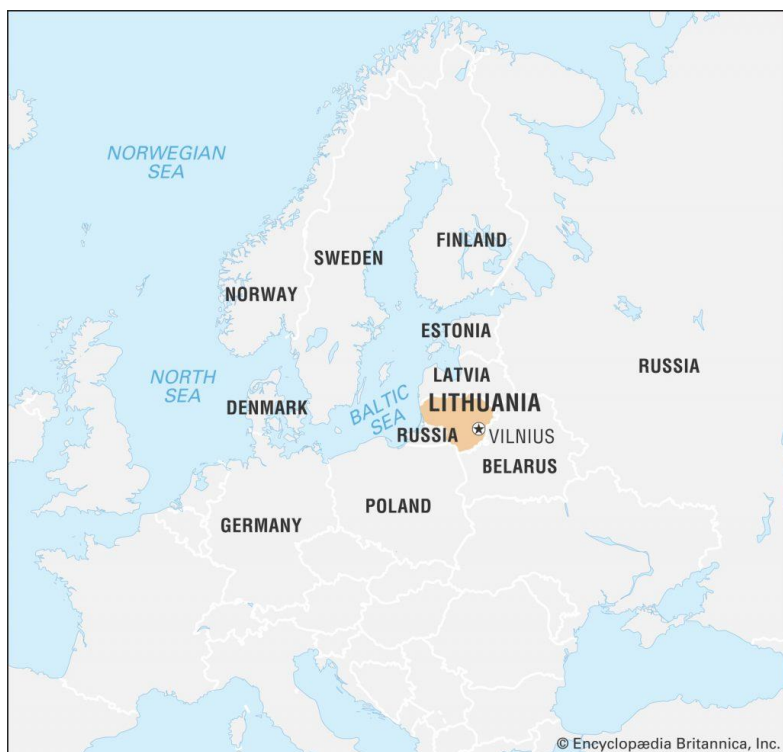 NORWEGIAN
SEA
FINLAND
SWEDEN
NORWAY
ESTONIA
RUSSIA
NORTH
SEA
LATVIA
LITHUANIA
DENMARK
BALTIC
SEA
RUSSIA
VILNIUS
BELARUS
POLAND
GERMANY
© Encyclopædia Britannica, Inc.